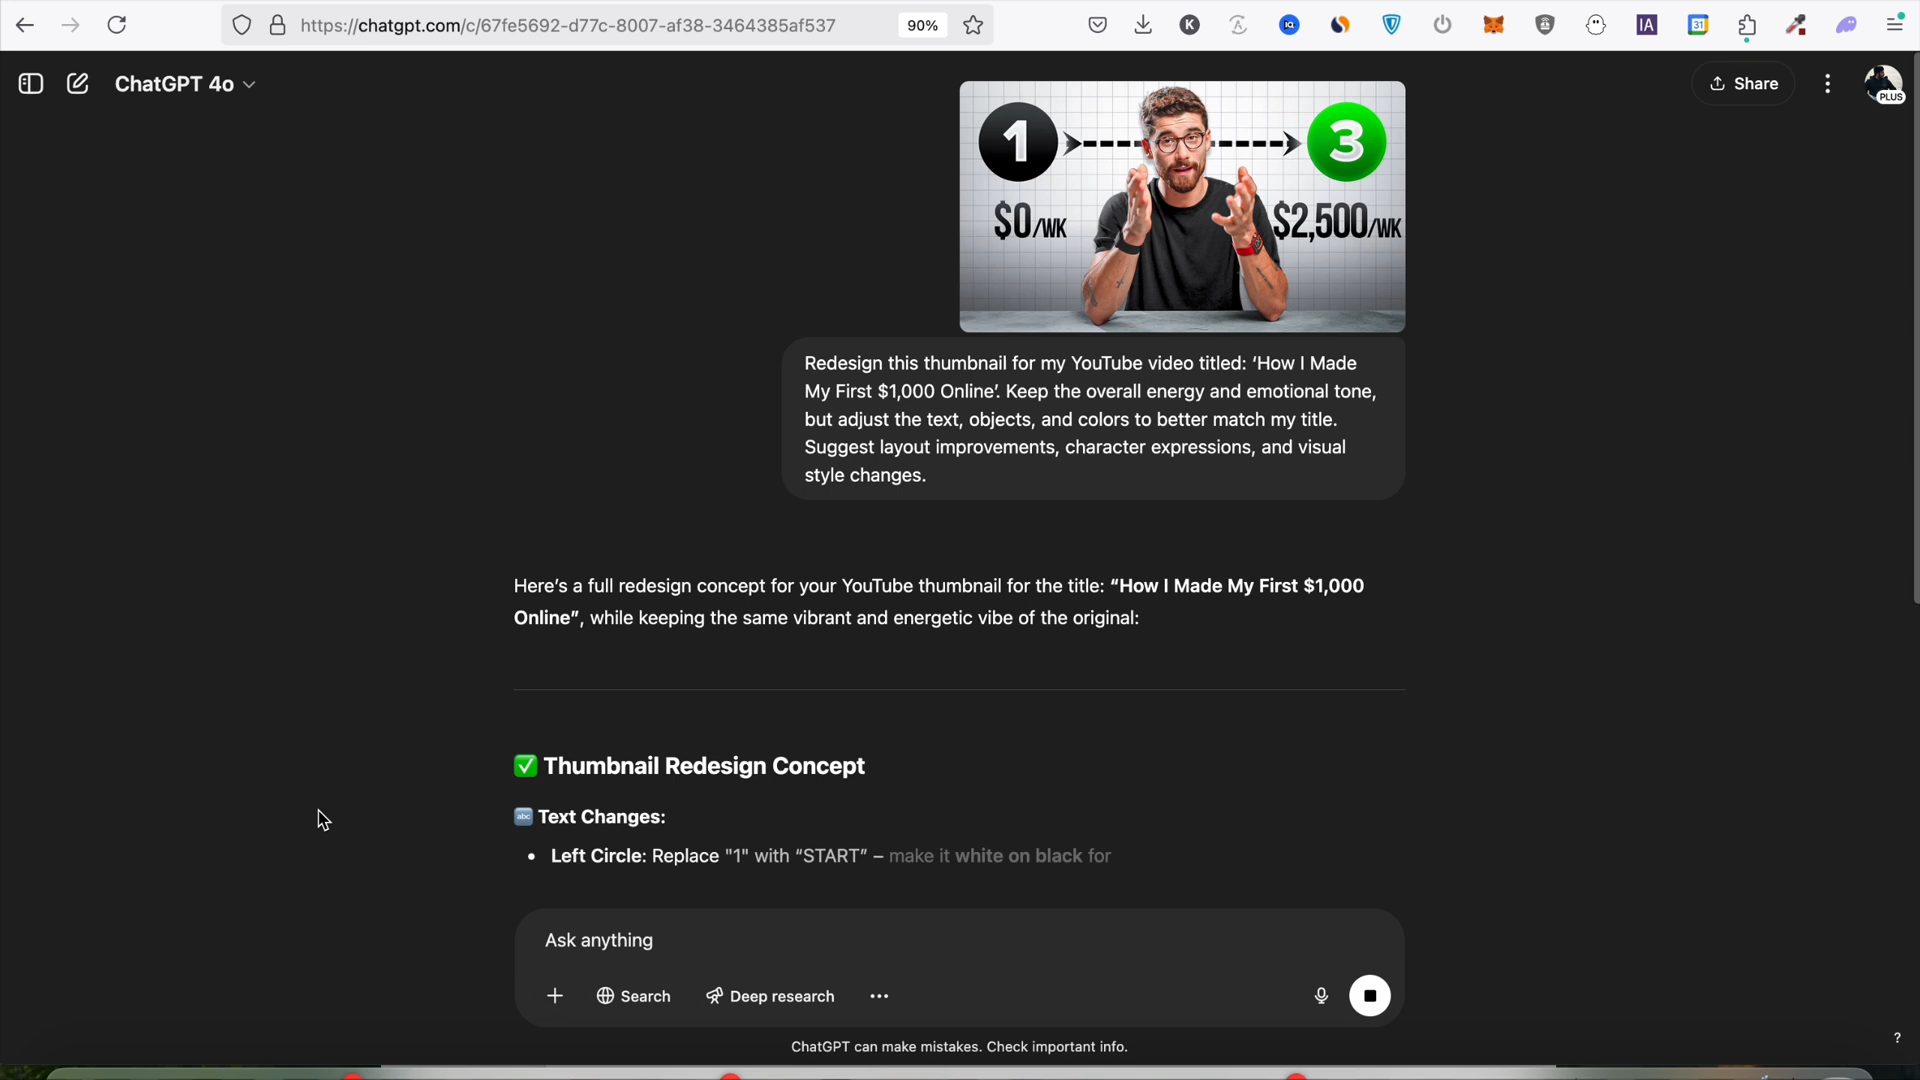 https://chatgpt.com/c/67fe5692-d77c-8007-af38-3464385af537
90%
K
IQ
IA
31
ChatGPT 4o
Share
PLUS
1
3
$0/WK
$2,500/WK
Redesign this thumbnail for my YouTube video titled: ‘How I Made
My First $1,000 Online’. Keep the overall energy and emotional tone,
but adjust the text, objects, and colors to better match my title.
Suggest layout improvements, character expressions, and visual
style changes.
Here’s a full redesign concept for your YouTube thumbnail for the title: “How I Made My First $1,000
Online”, while keeping the same vibrant and energetic vibe of the original:
✅ Thumbnail Redesign Concept
abc Text Changes:
• Left Circle: Replace "1" with “START” – make it white on black for
Ask anything
Search
Deep research
ChatGPT can make mistakes. Check important info.
?